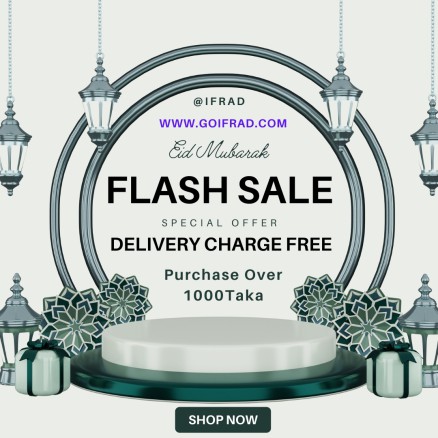 @IFRAD
WWW.GOIFRAD.COM
Eid Mubarak
FLASH SALE
SPECIAL OFFER
DELIVERY CHARGE FREE
Purchase Over
1000Taka
SHOP NOW